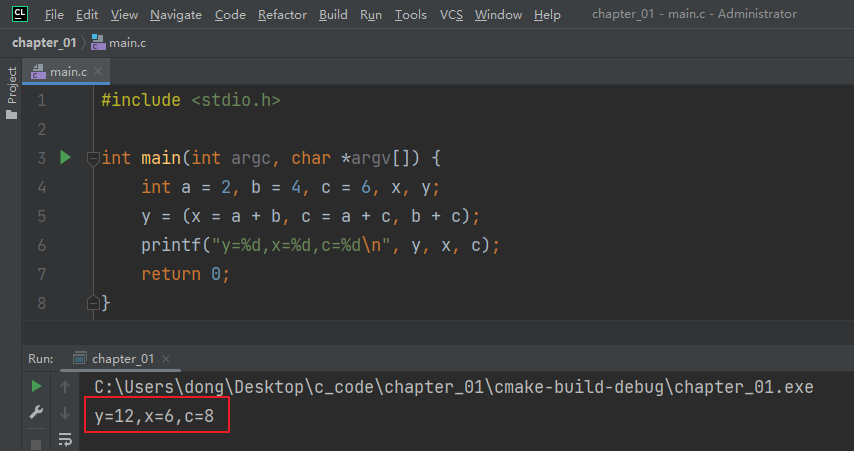 CL File Edit View Navigate Code Refactor Build Run Tools VCS Window Help chapter_01 - main.c - Administrator
chapter_01 main.c
Project
main.c
1 #include <stdio.h>
2
3 int main(int argc, char *argv[]) {
4 int a = 2, b = 4, c = 6, x, y;
5 y = (x = a + b, c = a + c, b + c);
6 printf("y=%d,x=%d,c=%d\n", y, x, c);
7 return 0;
8 }
Run: chapter_01
C:\Users\dong\Desktop\c_code\chapter_01\cmake-build-debug\chapter_01.exe
y=12,x=6,c=8